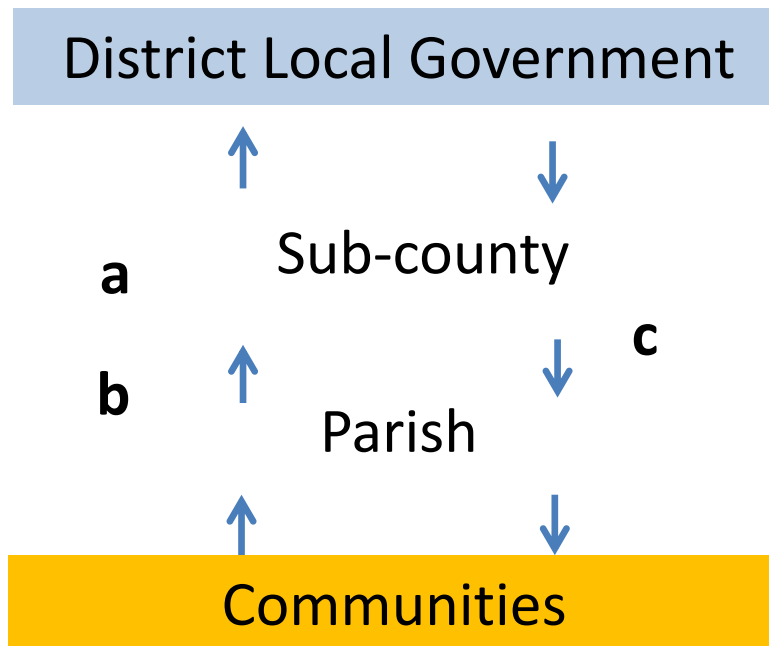 District Local Government
Sub-county
a
c
b
Parish
Communities